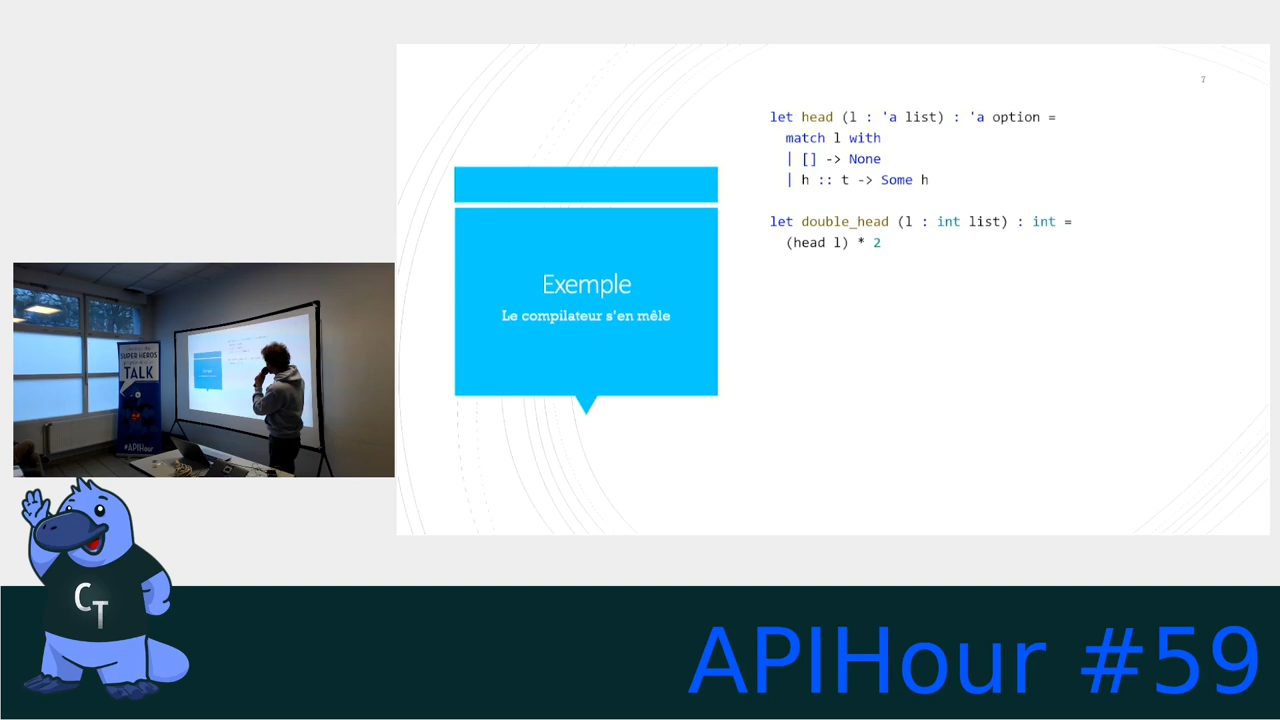 7
let head (l : 'a list) : 'a option =
match l with
| [] -> None
| h :: t -> Some h
let double_head (l : int list) : int =
(head l) * 2
Exemple
Le compilateur s'en mêle
SUPER HEROS
TALK
#APIHour
CT
APIHour #59